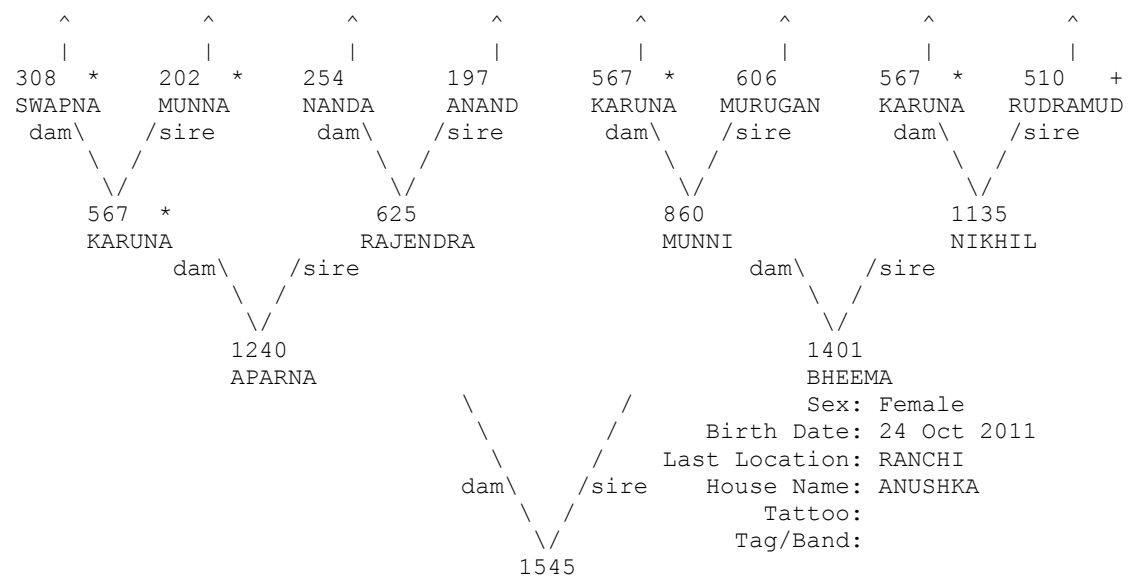 ^ ^ ^ ^ ^ ^ ^ ^
| | | | | | | |
308 * 202 * 254 197 567 * 606 567 * 510 +
SWAPNA MUNNA NANDA ANAND KARUNA MURUGAN KARUNA RUDRAMUD
dam\ /sire dam\ /sire dam\ /sire dam\ /sire
\ / \ / \ / \ /
\/ \/ \/ \/
567 * 625 860 1135
KARUNA RAJENDRA MUNNI NIKHIL
dam\ /sire dam\ /sire
\ / \ /
\/ \/
1240 1401
APARNA BHEEMA
\ / Sex: Female
\ / Birth Date: 24 Oct 2011
\ / Last Location: RANCHI
dam\ /sire House Name: ANUSHKA
\ / Tattoo:
\/ Tag/Band:
1545